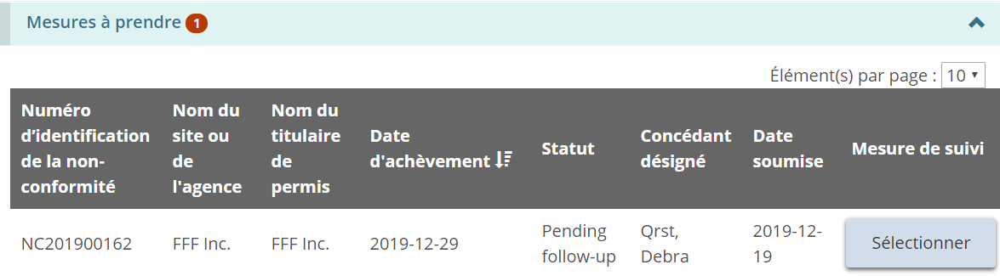 Mesures à prendre 1
Élément(s) par page : 10
Numéro d’identification de la non-conformité
Nom du site ou de l'agence
Nom du titulaire de permis
Date d'achèvement
Statut
Concédant désigné
Date soumise
Mesure de suivi
NC201900162
FFF Inc.
FFF Inc.
2019-12-29
Pending follow-up
Qrst, Debra
2019-12-19
Sélectionner